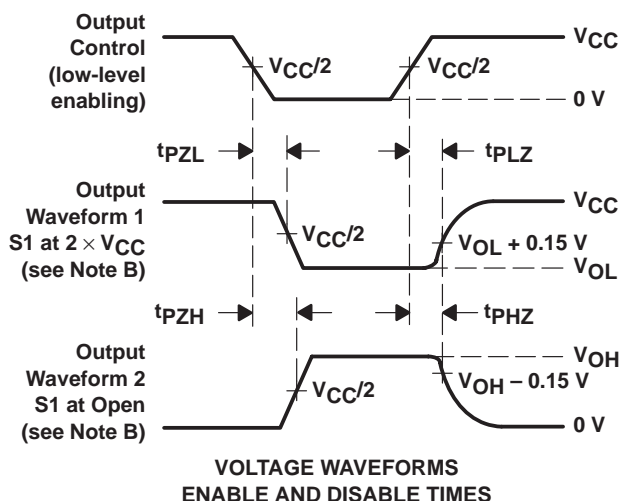 Output
Control
(low-level
enabling)
VCC/2
VCC/2
VCC
0 V
tPZL
tPLZ
Output
Waveform 1
S1 at 2 × VCC
(see Note B)
VCC/2
VCC
VOL + 0.15 V
VOL
tPZH
tPHZ
Output
Waveform 2
S1 at Open
(see Note B)
VCC/2
VOH
VOH − 0.15 V
0 V
VOLTAGE WAVEFORMS
ENABLE AND DISABLE TIMES